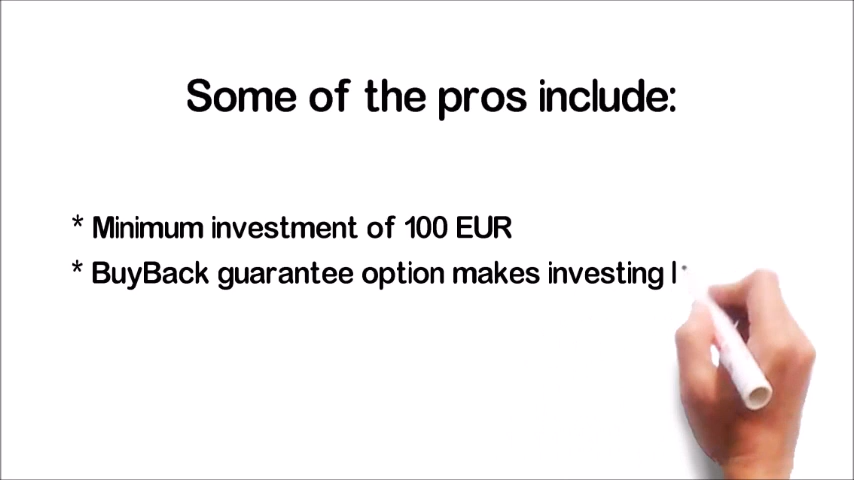 Some of the pros include:
* Minimum investment of 100 EUR
* BuyBack guarantee option makes investing l